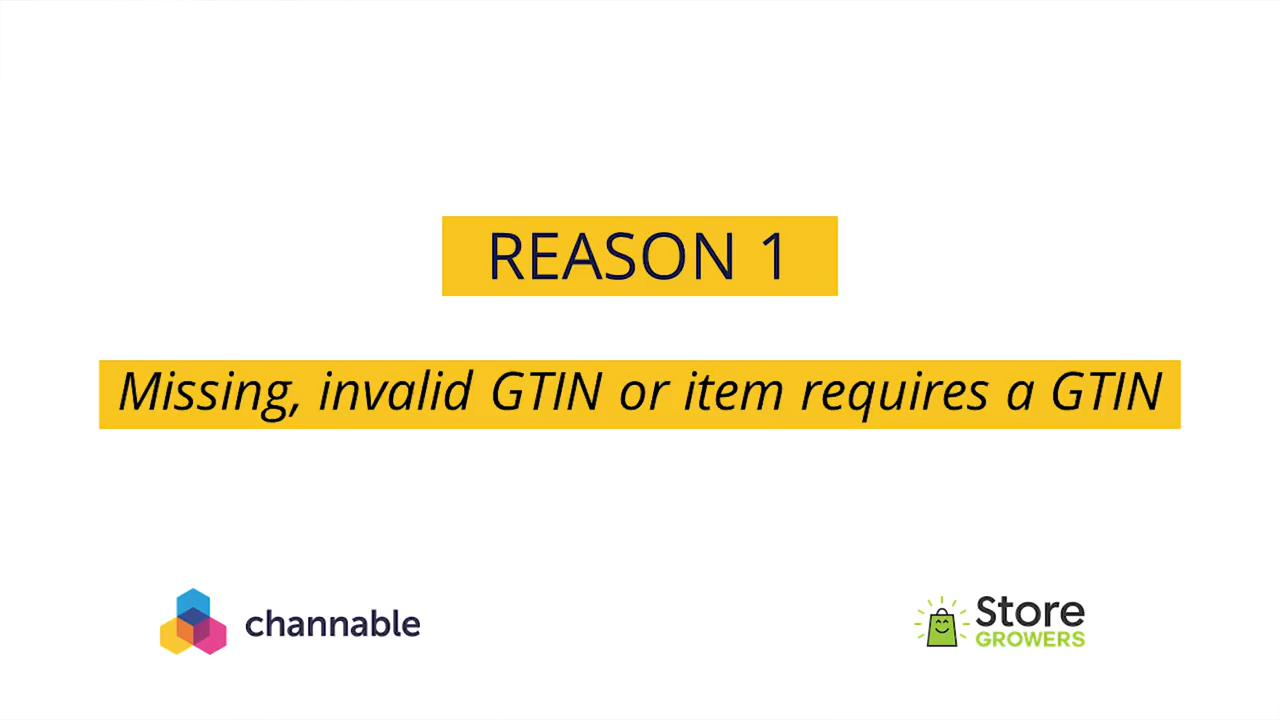 REASON 1
Missing, invalid GTIN or item requires a GTIN
channable
Store
GROWERS